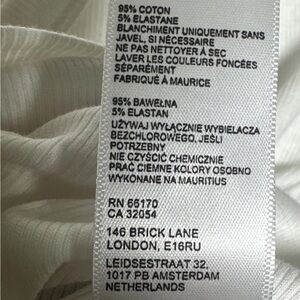 95% COTON
5% ELASTANE
BLANCHIMENT UNIQUEMENT SANS
JAVEL, SI NÉCESSAIRE
NE PAS NETTOYER À SEC
LAVER LES COULEURS FONCÉES
SÉPARÉMENT
FABRIQUÉ À MAURICE
95% BAWEŁNA
5% ELASTAN
UŻYWAJ WYŁĄCZNIE WYBIELACZA
BEZCHLOROWEGO, JEŚLI
POTRZEBNY
NIE CZYŚCIĆ CHEMICZNIE
PRAĆ CIEMNE KOLORY OSOBNO
WYKONANE NA MAURITIUS
RN 66170
CA 32054
146 BRICK LANE
LONDON, E16RU
LEIDSESTRAAT 32,
1017 PB AMSTERDAM
NETHERLANDS